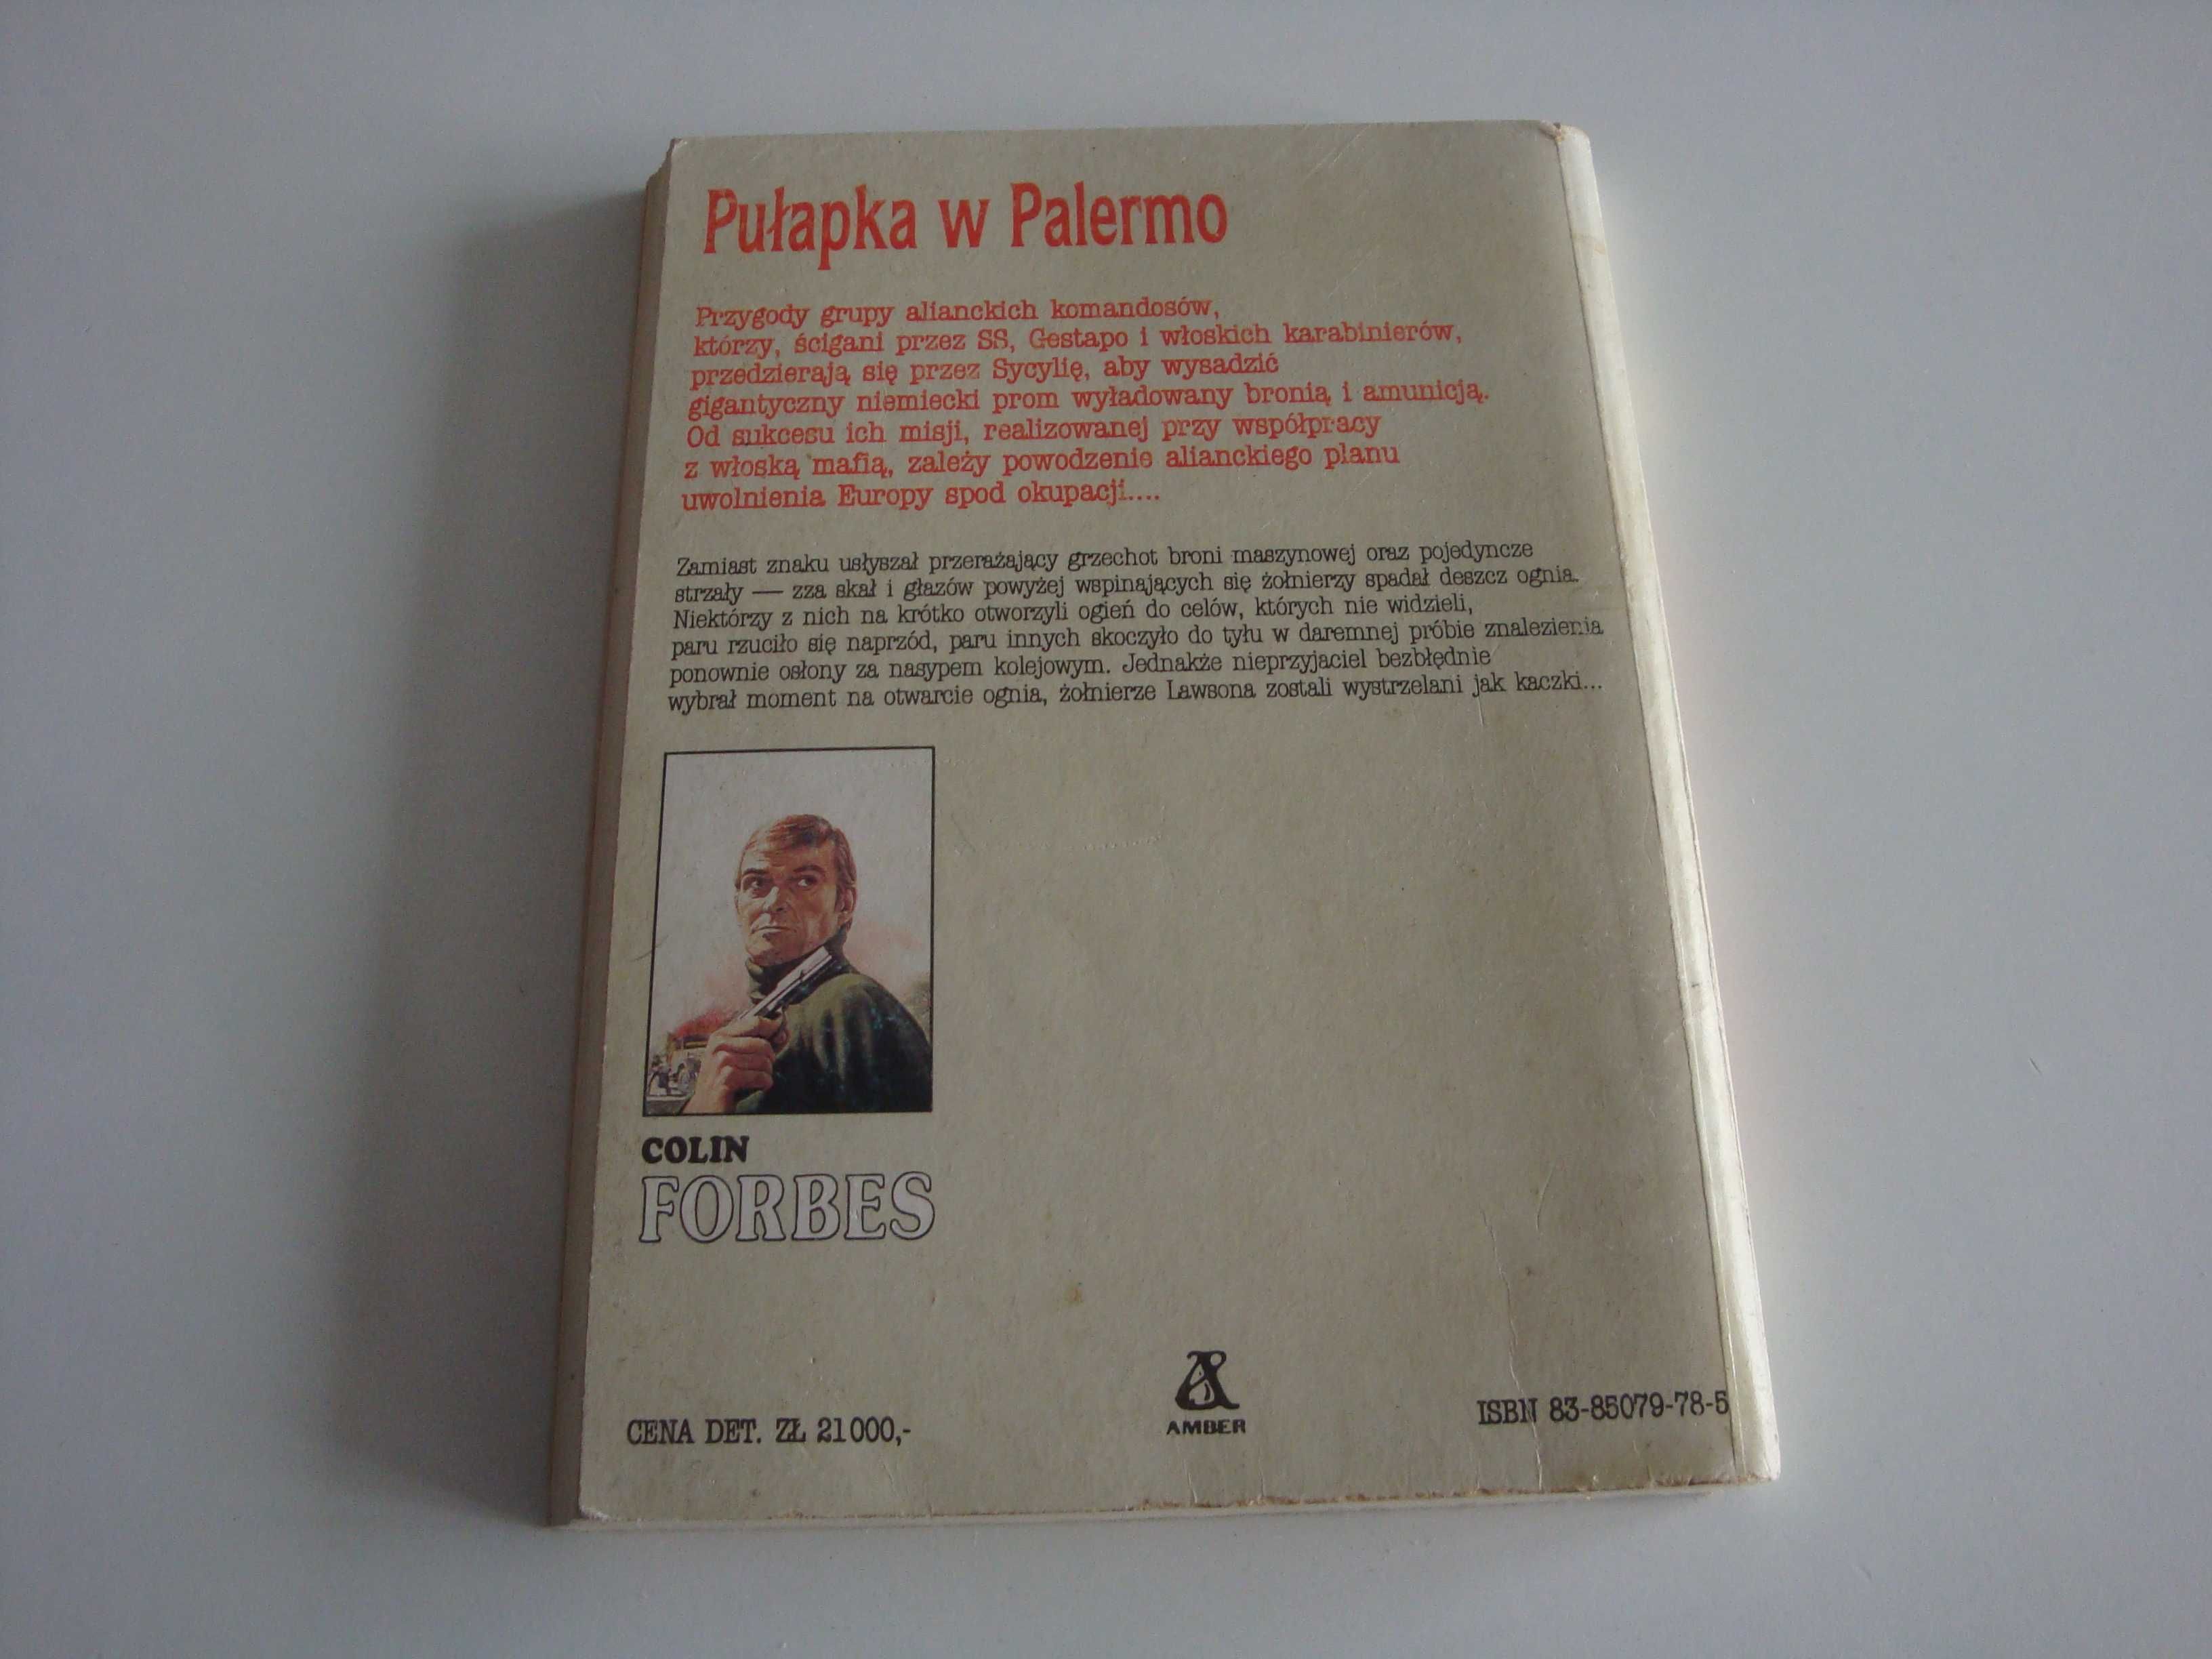 Pułapka w Palermo
Przygody grupy alianckich komandosów,
którzy, ścigani przez SS, Gestapo i włoskich karabinierów,
przedzierają się przez Sycylię, aby wysadzić
gigantyczny niemiecki prom wyładowany bronią i amunicją.
Od sukcesu ich misji, realizowanej przy współpracy
z włoską mafią, zależy powodzenie alianckiego planu
uwolnienia Europy spod okupacji....
Zamiast znaku usłyszał przerażający grzechot broni maszynowej oraz pojedyncze
strzały — zza skał i głazów powyżej wspinających się żołnierzy spadał deszcz ognia.
Niektórzy z nich na krótko otworzyli ogień do celów, których nie widzieli,
paru rzuciło się naprzód, paru innych skoczyło do tyłu w daremnej próbie znalezienia
ponownie osłony za nasypem kolejowym. Jednakże nieprzyjaciel bezbłędnie
wybrał moment na otwarcie ognia, żołnierze Lawsona zostali wystrzelani jak kaczki...
COLIN
FORBES
AMBER
CENA DET. ZŁ 21000,-
ISBN 83-85079-78-5